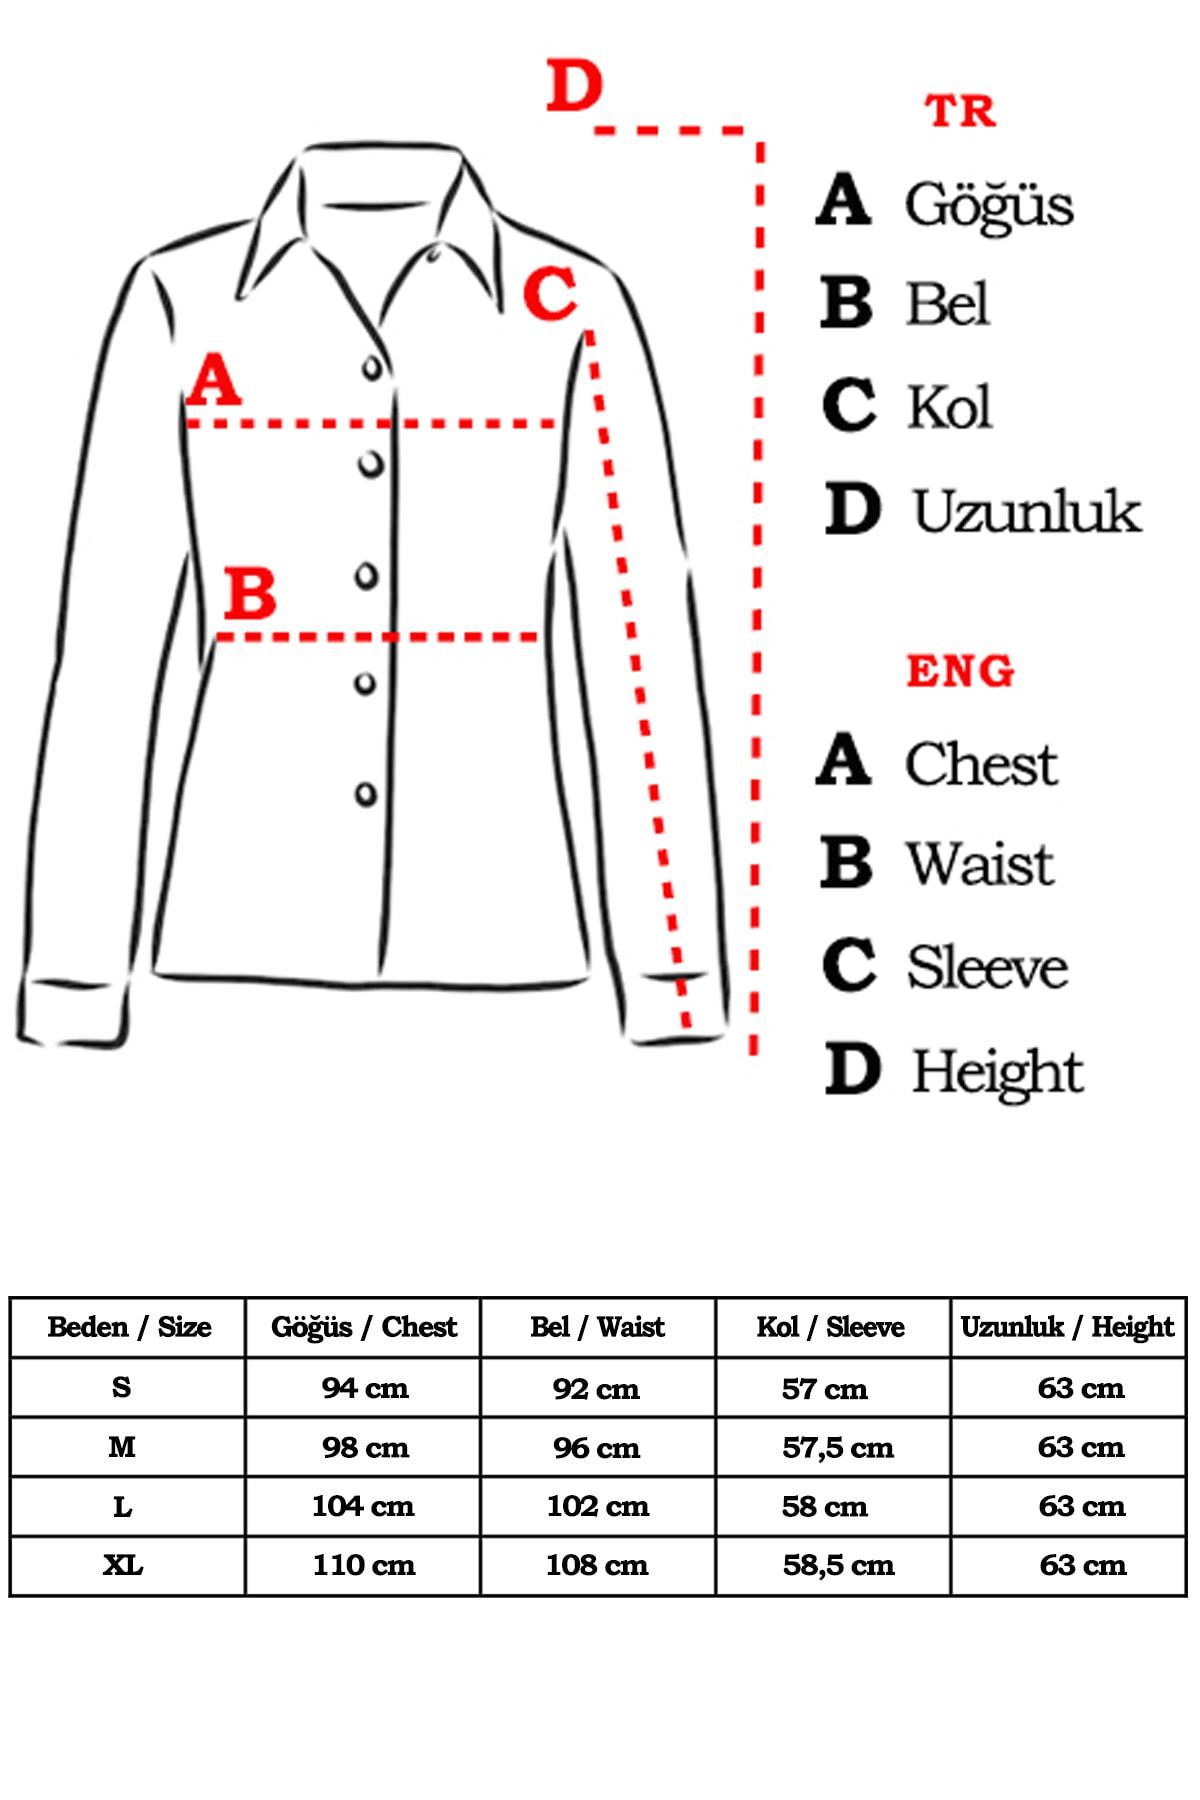 D
TR
A Göğüs
B Bel
C Kol
D Uzunluk
C
A
B
ENG
A Chest
B Waist
C Sleeve
D Height
Beden / Size Göğüs / Chest Bel / Waist Kol / Sleeve Uzunluk / Height
S 94 cm 92 cm 57 cm 63 cm
M 98 cm 96 cm 57,5 cm 63 cm
L 104 cm 102 cm 58 cm 63 cm
XL 110 cm 108 cm 58,5 cm 63 cm